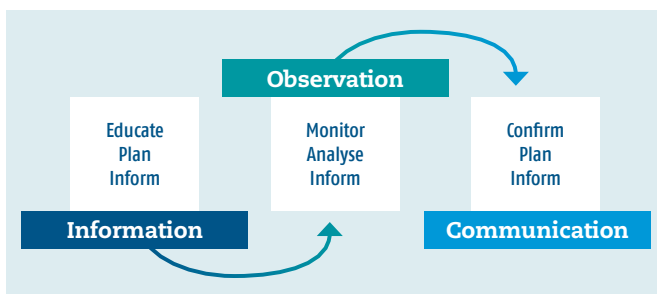 Observation
Educate
Plan
Inform
Monitor
Analyse
Inform
Confirm
Plan
Inform
Information
Communication